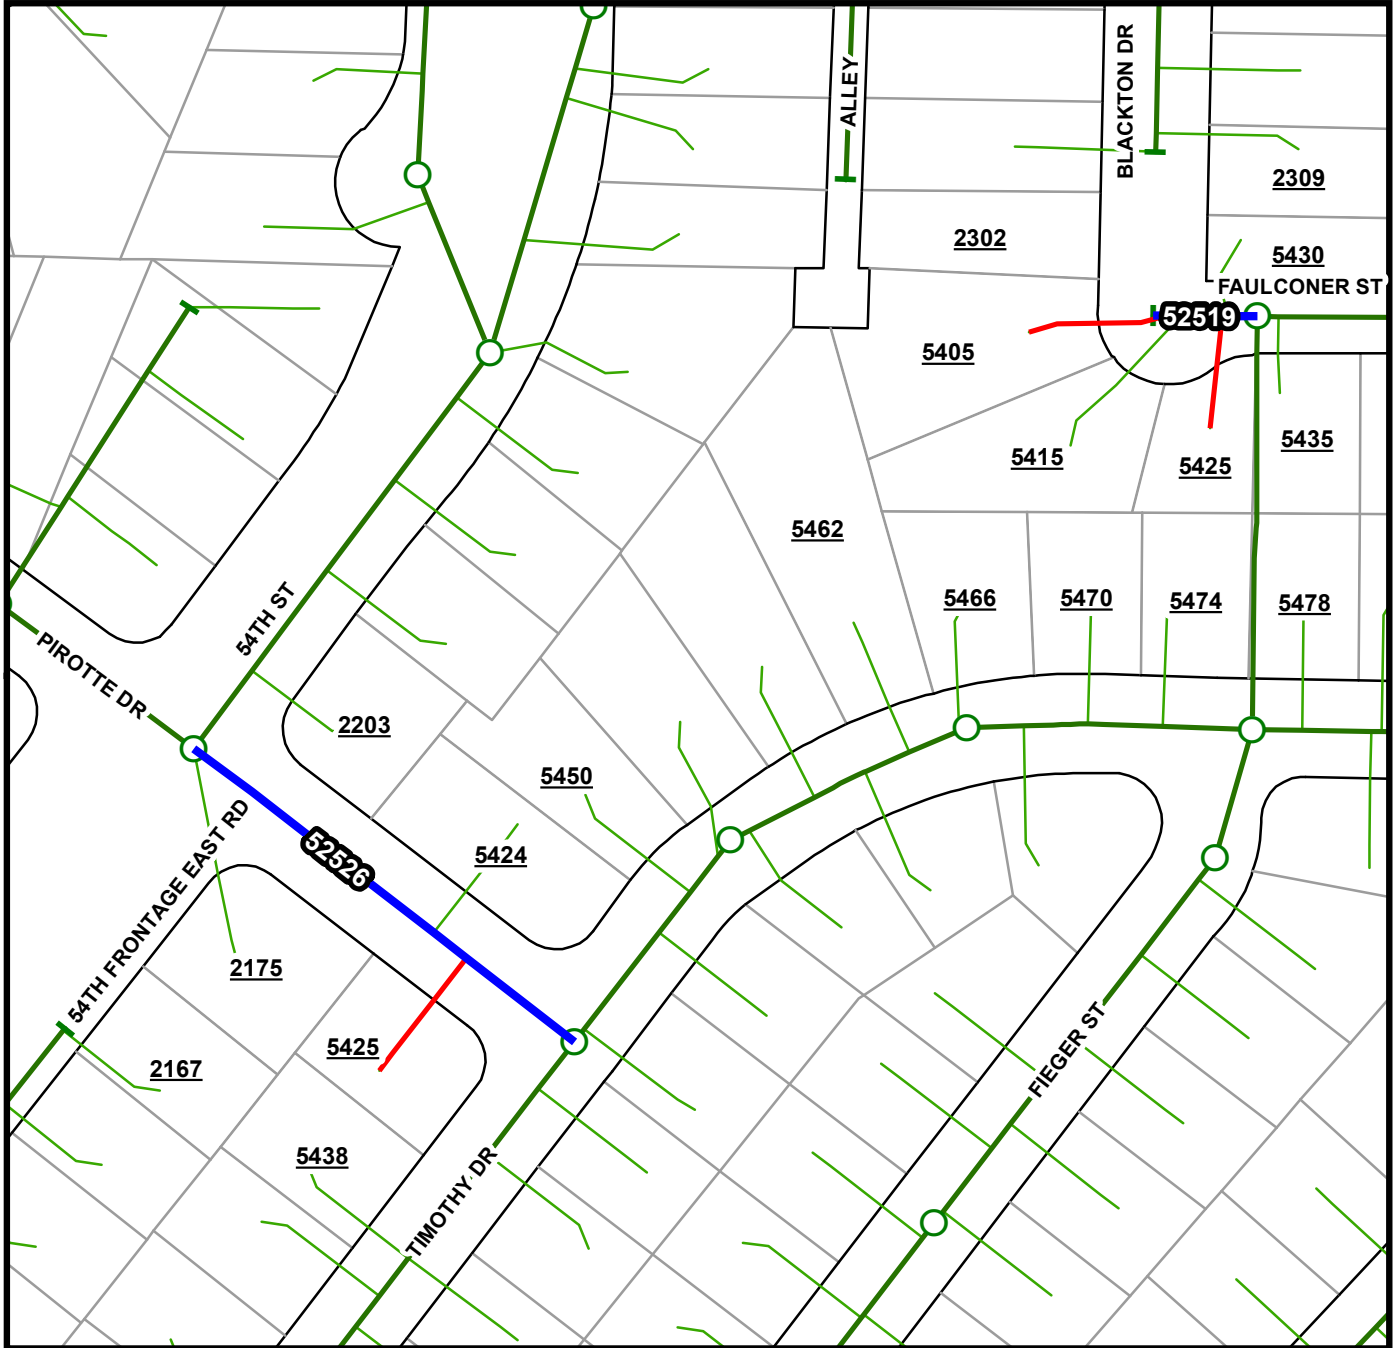 BLACKTON DR
ALLEY
2309
2302
5430
FAULCONER ST
52519
5405
5435
5415
5425
5462
5466
5470
5474
5478
54TH ST
PIROTTE DR
2203
5450
52526
5424
54TH FRONTAGE EAST RD
2175
5425
2167
FIEGER ST
5438
TIMOTHY DR